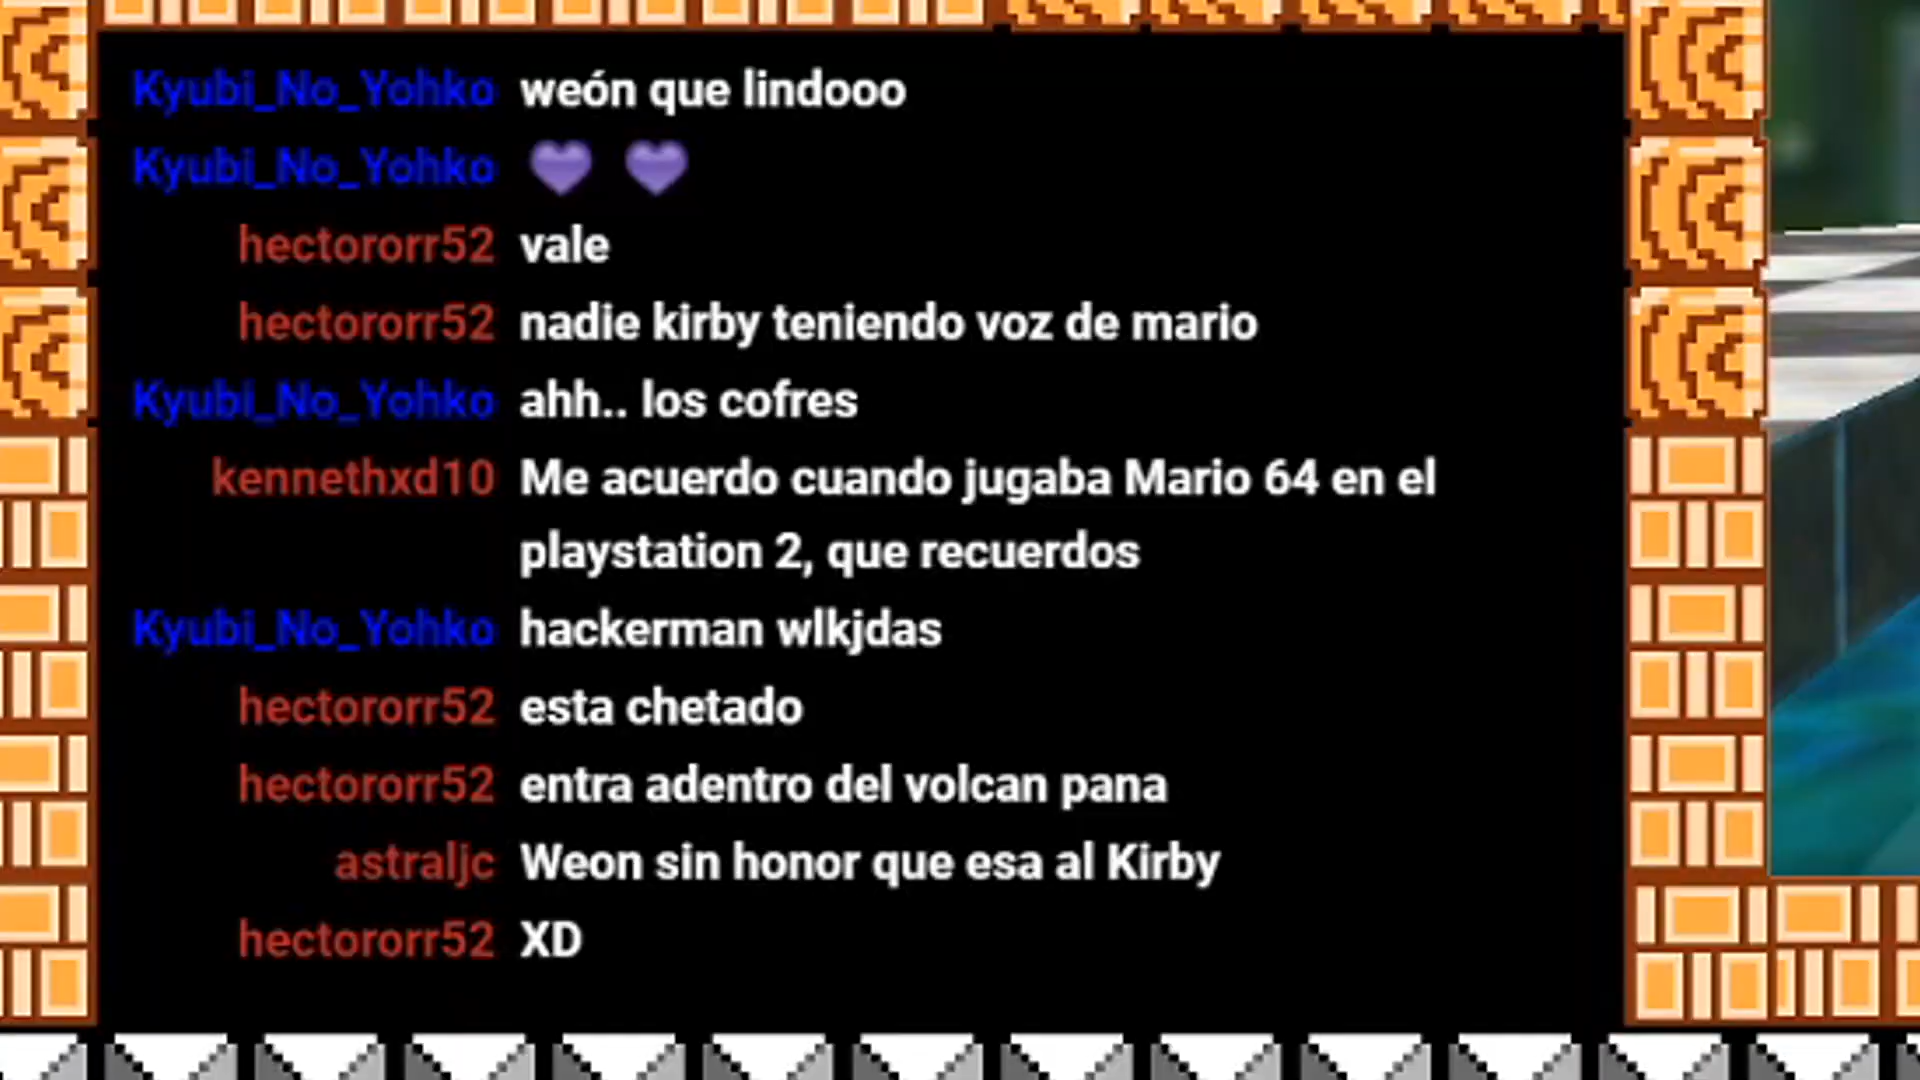 Kyubi_No_Yohko weón que lindooo
Kyubi_No_Yohko 💜 💜
hectororr52 vale
hectororr52 nadie kirby teniendo voz de mario
Kyubi_No_Yohko ahh.. los cofres
kennethxd10 Me acuerdo cuando jugaba Mario 64 en el
playstation 2, que recuerdos
Kyubi_No_Yohko hackerman wlkjdas
hectororr52 esta chetado
hectororr52 entra adentro del volcan pana
astraljc Weon sin honor que esa al Kirby
hectororr52 XD